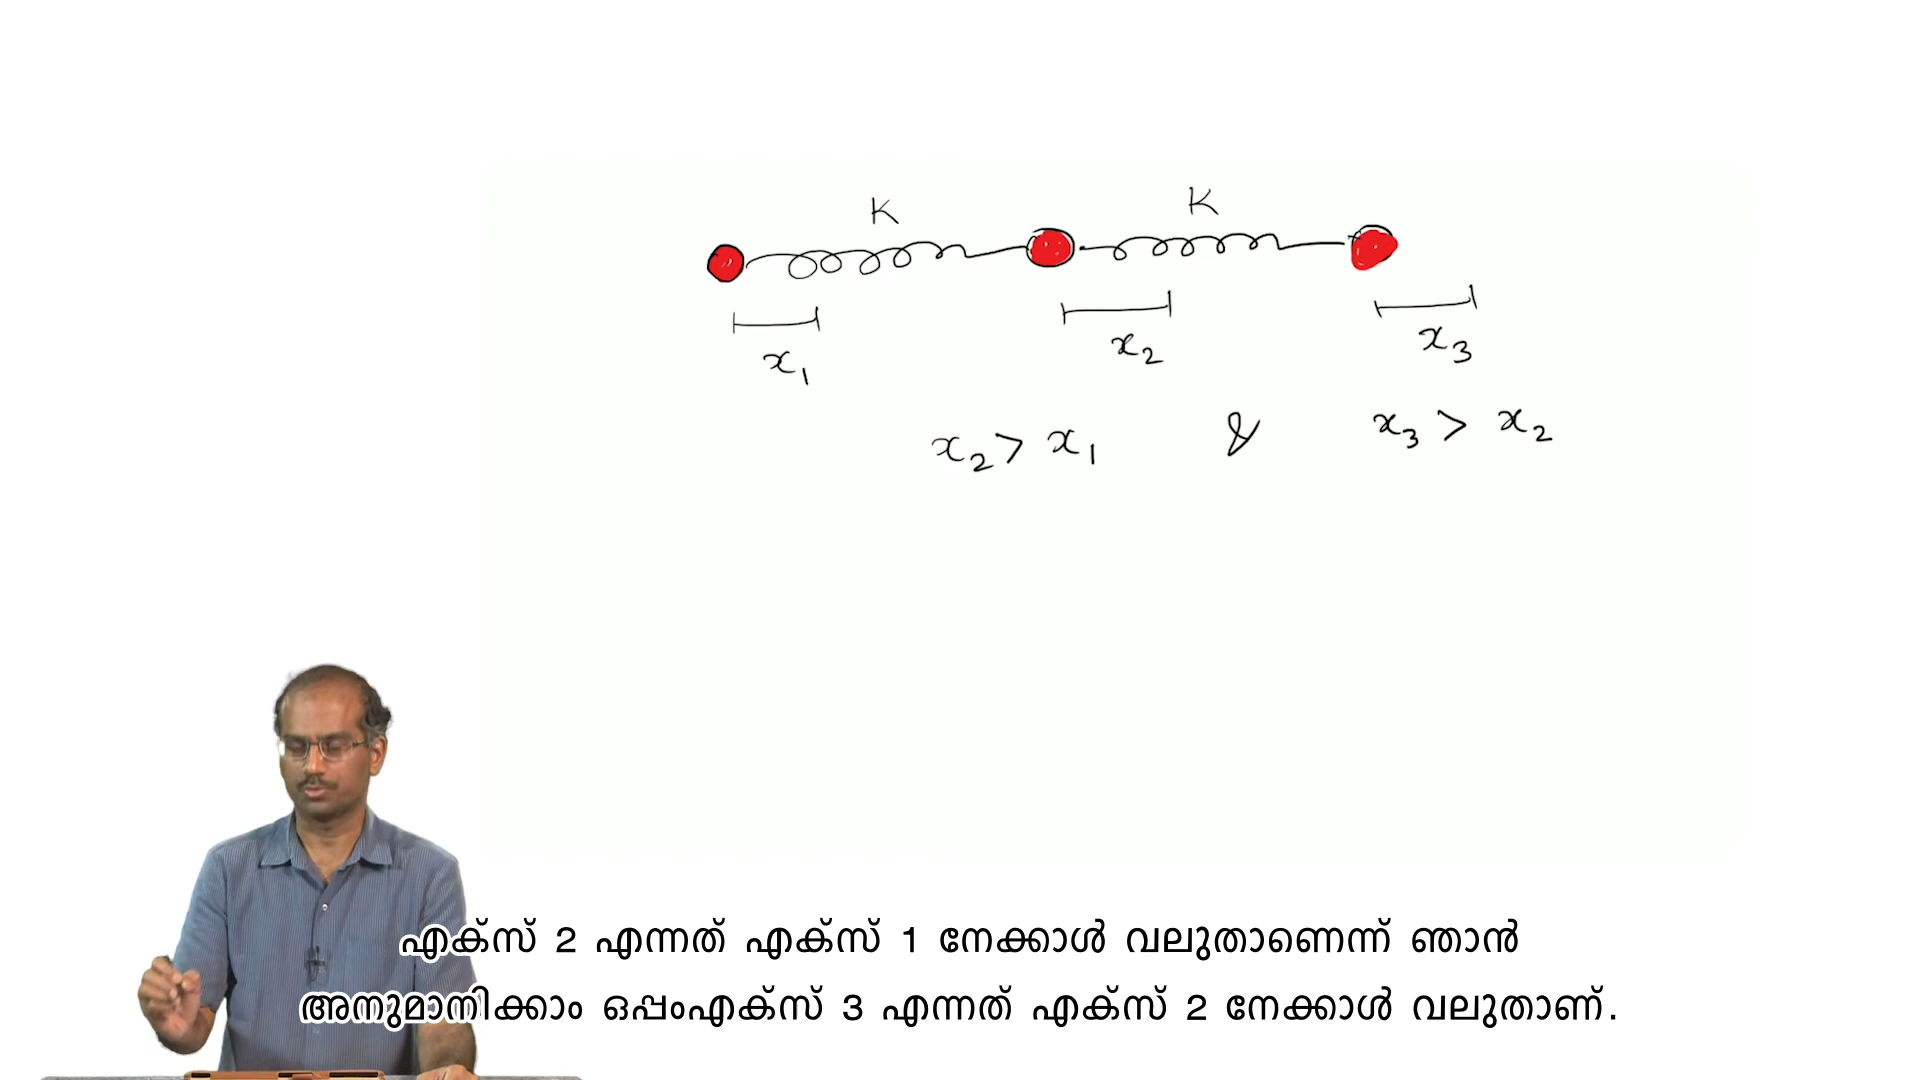 K K
x₁ x₂ x₃
x₂ > x₁ & x₃ > x₂
എക്സ് 2 എന്നത് എക്സ് 1 നേക്കാൾ വലുതാണെന്ന് ഞാൻ
അനുമാനിക്കാം ഒപ്പംഎക്സ് 3 എന്നത് എക്സ് 2 നേക്കാൾ വലുതാണ്.